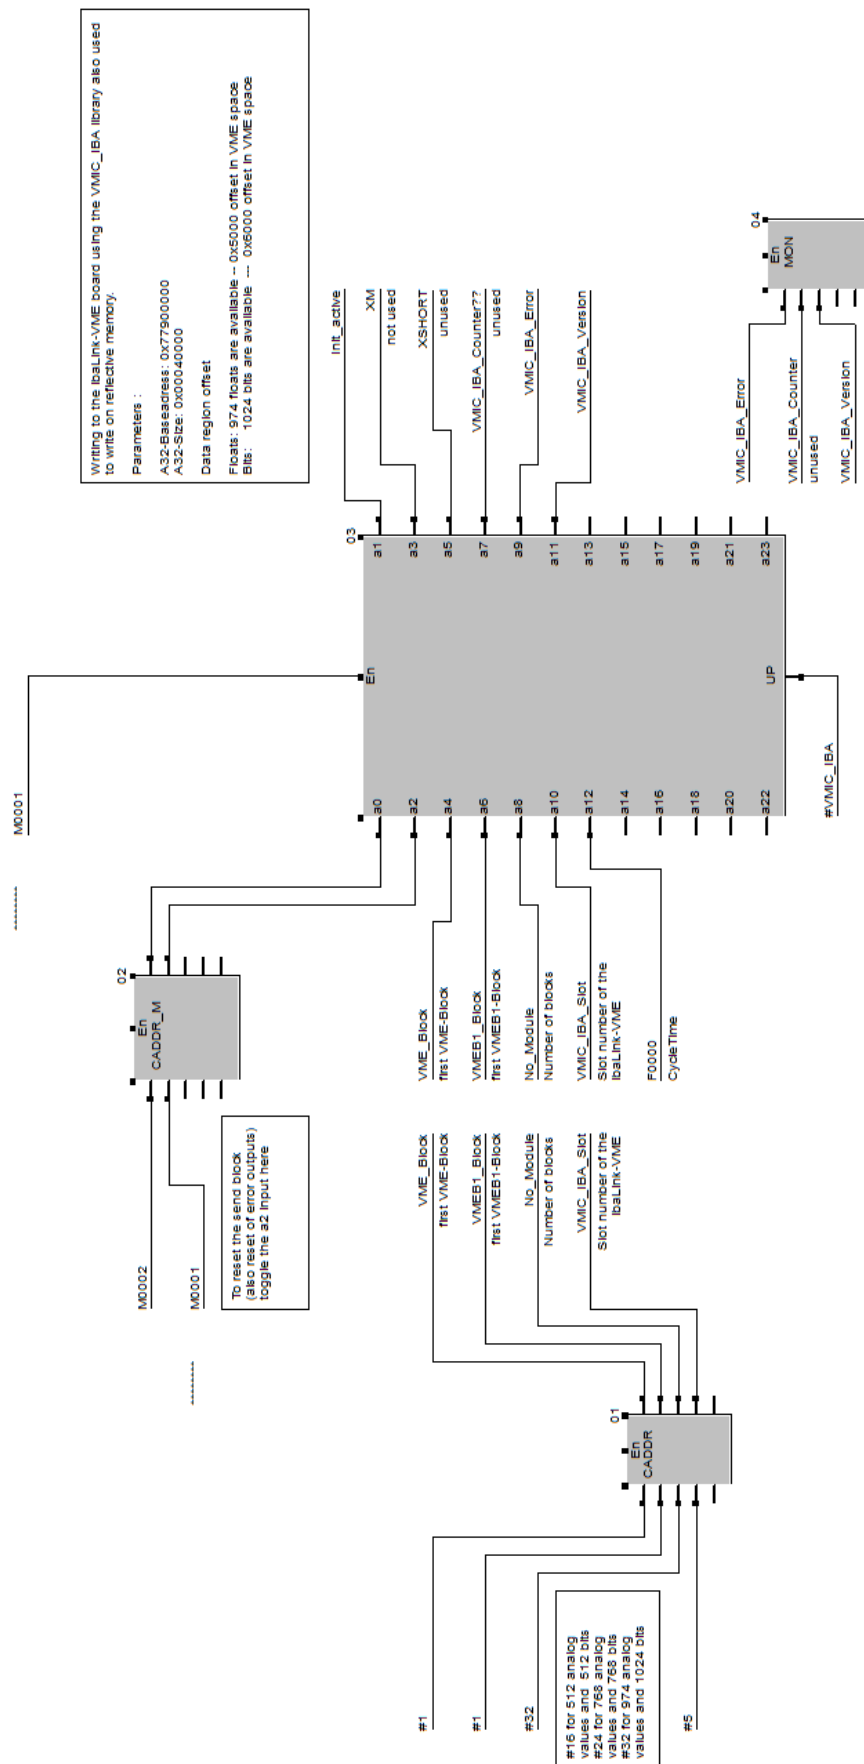 #1
#1
#32
#16 for 512 analog
values and 512 bits
#24 for 768 analog
values and 768 bits
#32 for 974 analog
values and 1024 bits
#5
01
En
CADDR
VME_Block
first VME-Block
VMEB1_Block
first VMEB1-Block
No_Module
Number of blocks
VMIC_IBA_Slot
Slot number of the
ibaLink-VME
M0002
M0001
--------
To reset the send block
(also reset of error outputs)
toggle the a2 input here
02
En
CADDR_M
VME_Block
first VME-Block
VMEB1_Block
first VMEB1-Block
No_Module
Number of blocks
VMIC_IBA_Slot
Slot number of the
ibaLink-VME
F0000
CycleTime
--------
M0001
03
En
a0
a2
a4
a6
a8
a10
a12
a14
a16
a18
a20
a22
a1
a3
a5
a7
a9
a11
a13
a15
a17
a19
a21
a23
UP
#VMIC_IBA
Init_active
XM
not used
XSHORT
unused
VMIC_IBA_Counter??
unused
VMIC_IBA_Error
VMIC_IBA_Version
Writing to the ibaLink-VME board using the VMIC_IBA library also used
to write on reflective memory.
Parameters :
A32-Baseadress: 0x77900000
A32-Size: 0x00040000
Data region offset
Floats: 974 floats are available -- 0x5000 offset in VME space
Bits: 1024 bits are available --- 0x6000 offset in VME space
VMIC_IBA_Error
VMIC_IBA_Counter
unused
VMIC_IBA_Version
04
En
MON